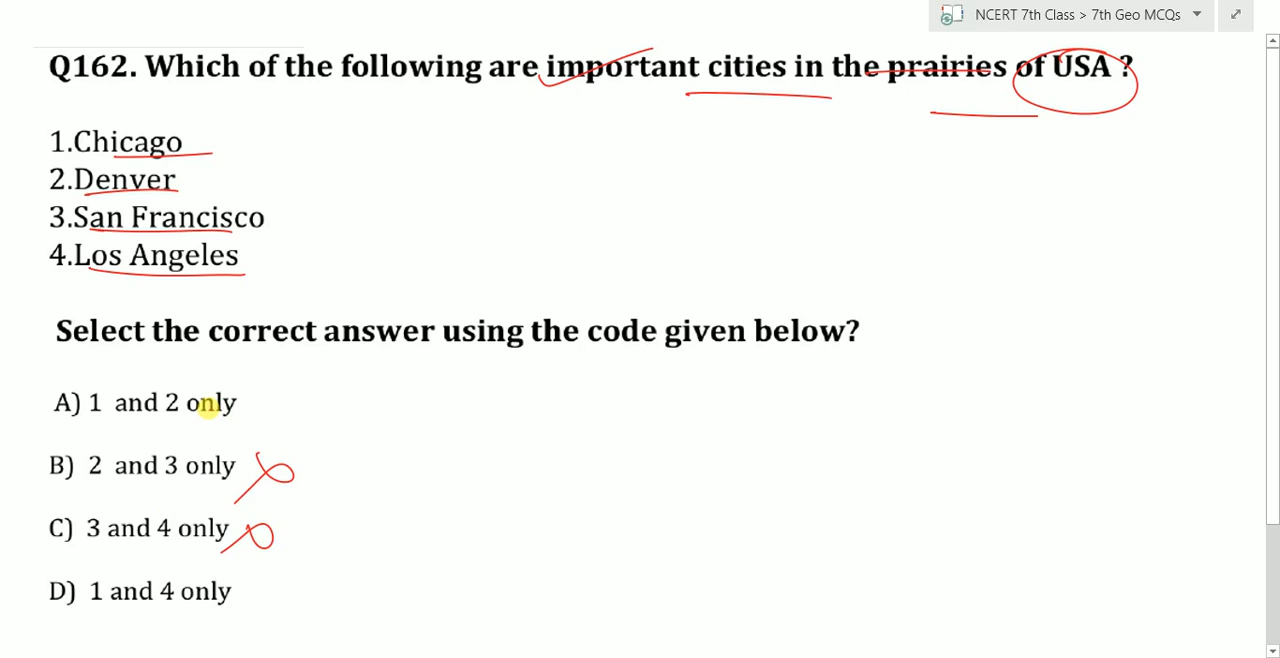 NCERT 7th Class > 7th Geo MCQs
Q162. Which of the following are important cities in the prairies of USA ?
1.Chicago
2.Denver
3.San Francisco
4.Los Angeles
Select the correct answer using the code given below?
A) 1 and 2 only
B) 2 and 3 only
C) 3 and 4 only
D) 1 and 4 only